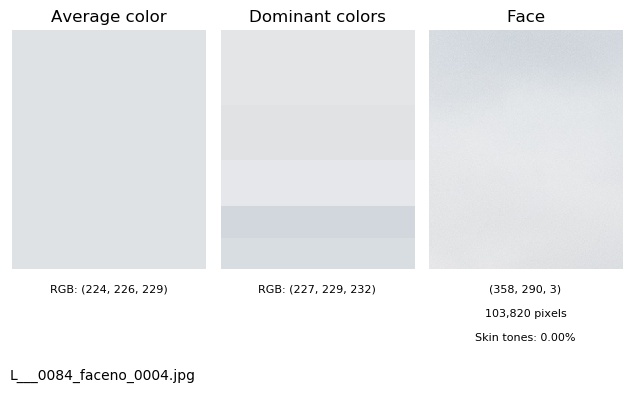 Average color
Dominant colors
Face
RGB: (224, 226, 229)
RGB: (227, 229, 232)
(358, 290, 3)
103,820 pixels
Skin tones: 0.00%
L___0084_faceno_0004.jpg